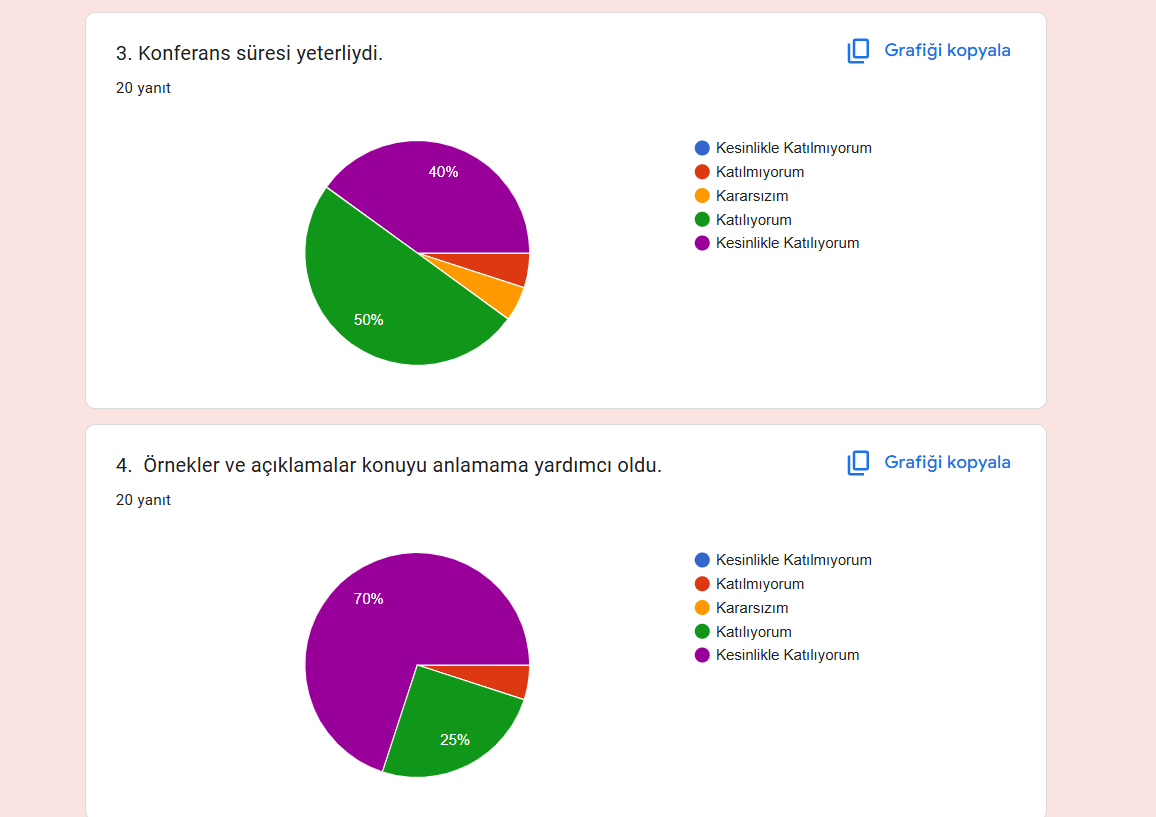 3. Konferans süresi yeterliydi.
Grafiği kopyala
20 yanıt
40%
50%
Kesinlikle Katılmıyorum
Katılmıyorum
Kararsızım
Katılıyorum
Kesinlikle Katılıyorum
4.  Örnekler ve açıklamalar konuyu anlamama yardımcı oldu.
Grafiği kopyala
20 yanıt
70%
25%
Kesinlikle Katılmıyorum
Katılmıyorum
Kararsızım
Katılıyorum
Kesinlikle Katılıyorum